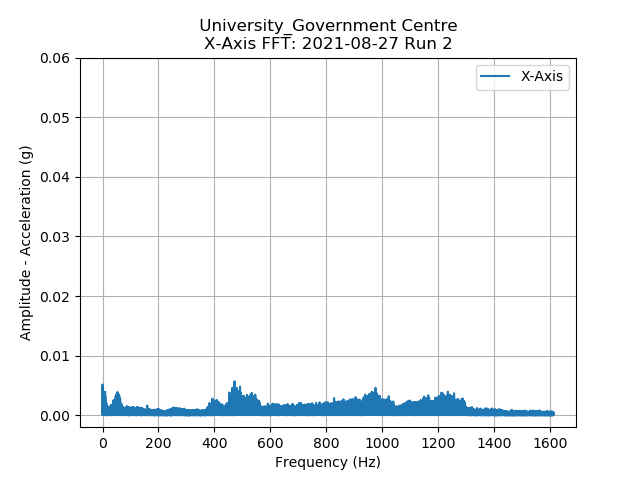 University_Government Centre
X-Axis FFT: 2021-08-27 Run 2
X-Axis
0.06
0.05
0.04
0.03
0.02
0.01
0.00
Amplitude - Acceleration (g)
0 200 400 600 800 1000 1200 1400 1600
Frequency (Hz)